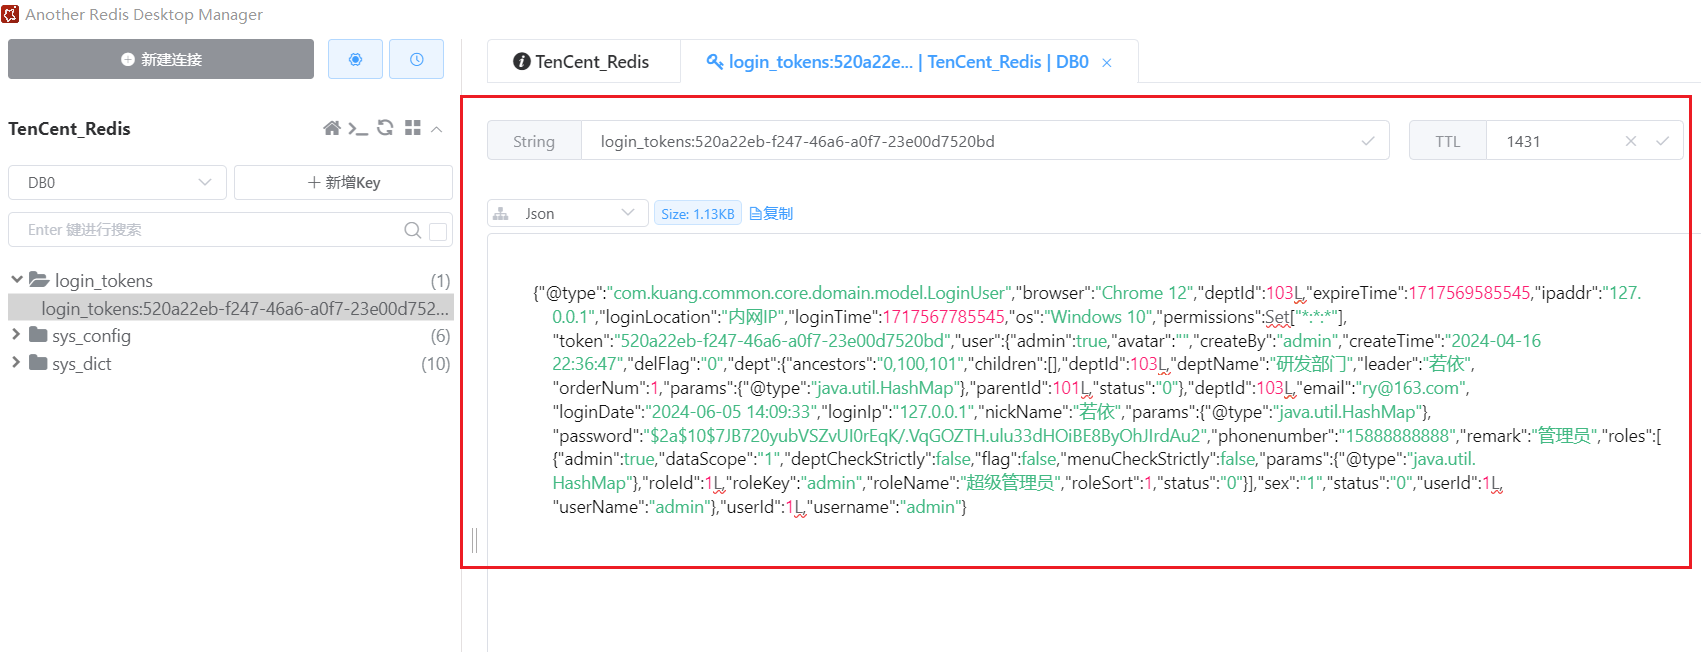 Another Redis Desktop Manager
新建连接
TenCent_Redis
DB0
+ 新增Key
Enter 键进行搜索
login_tokens (1)
login_tokens:520a22eb-f247-46a6-a0f7-23e00d752...
sys_config (6)
sys_dict (10)
TenCent_Redis
login_tokens:520a22e... | TenCent_Redis | DB0 ×
String login_tokens:520a22eb-f247-46a6-a0f7-23e00d7520bd
TTL 1431
Json Size: 1.13KB 复制
{"@type":"com.kuang.common.core.domain.model.LoginUser","browser":"Chrome 12","deptId":103L,"expireTime":1717569585545,"ipaddr":"127.
0.0.1","loginLocation":"内网IP","loginTime":1717567785545,"os":"Windows 10","permissions":Set["*:*:*"],
"token":"520a22eb-f247-46a6-a0f7-23e00d7520bd","user":{"admin":true,"avatar":"","createBy":"admin","createTime":"2024-04-16
22:36:47","delFlag":"0","dept":{"ancestors":"0,100,101","children":[],"deptId":103L,"deptName":"研发部门","leader":"若依",
"orderNum":1,"params":{"@type":"java.util.HashMap"},"parentId":101L,"status":"0"},"deptId":103L,"email":"ry@163.com",
"loginDate":"2024-06-05 14:09:33","loginIp":"127.0.0.1","nickName":"若依","params":{"@type":"java.util.HashMap"},
"password":"$2a$10$7JB720yubVSZvUI0rEqK/.VqGOZTH.ulu33dHOiBE8ByOhJIrdAu2","phonenumber":"15888888888","remark":"管理员","roles":[
{"admin":true,"dataScope":"1","deptCheckStrictly":false,"flag":false,"menuCheckStrictly":false,"params":{"@type":"java.util.
HashMap"},"roleId":1L,"roleKey":"admin","roleName":"超级管理员","roleSort":1,"status":"0"}],"sex":"1","status":"0","userId":1L,
"userName":"admin"},"userId":1L,"username":"admin"}